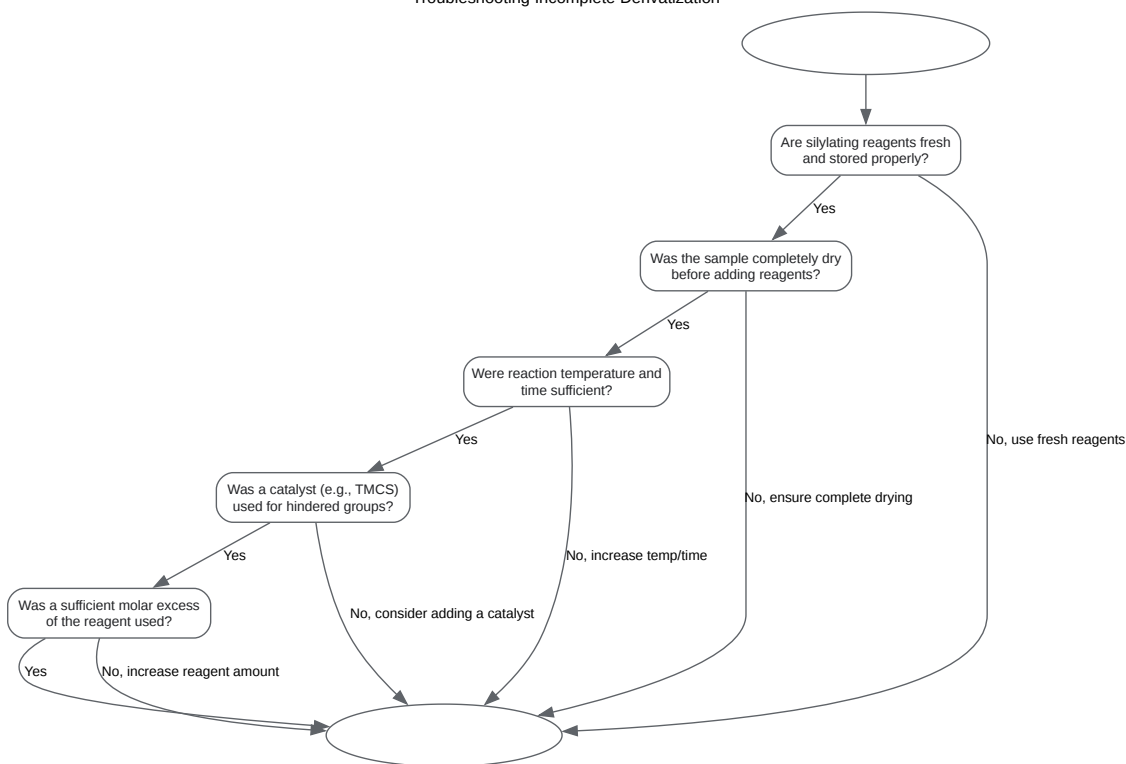 Troubleshooting Incomplete Derivatization
Are silylating reagents fresh
and stored properly?
Yes
Was the sample completely dry
before adding reagents?
Yes
Were reaction temperature and
time sufficient?
Yes
No, use fresh reagents
Was a catalyst (e.g., TMCS)
used for hindered groups?
No, ensure complete drying
Yes
No, increase temp/time
Was a sufficient molar excess
of the reagent used?
No, consider adding a catalyst
Yes
No, increase reagent amount